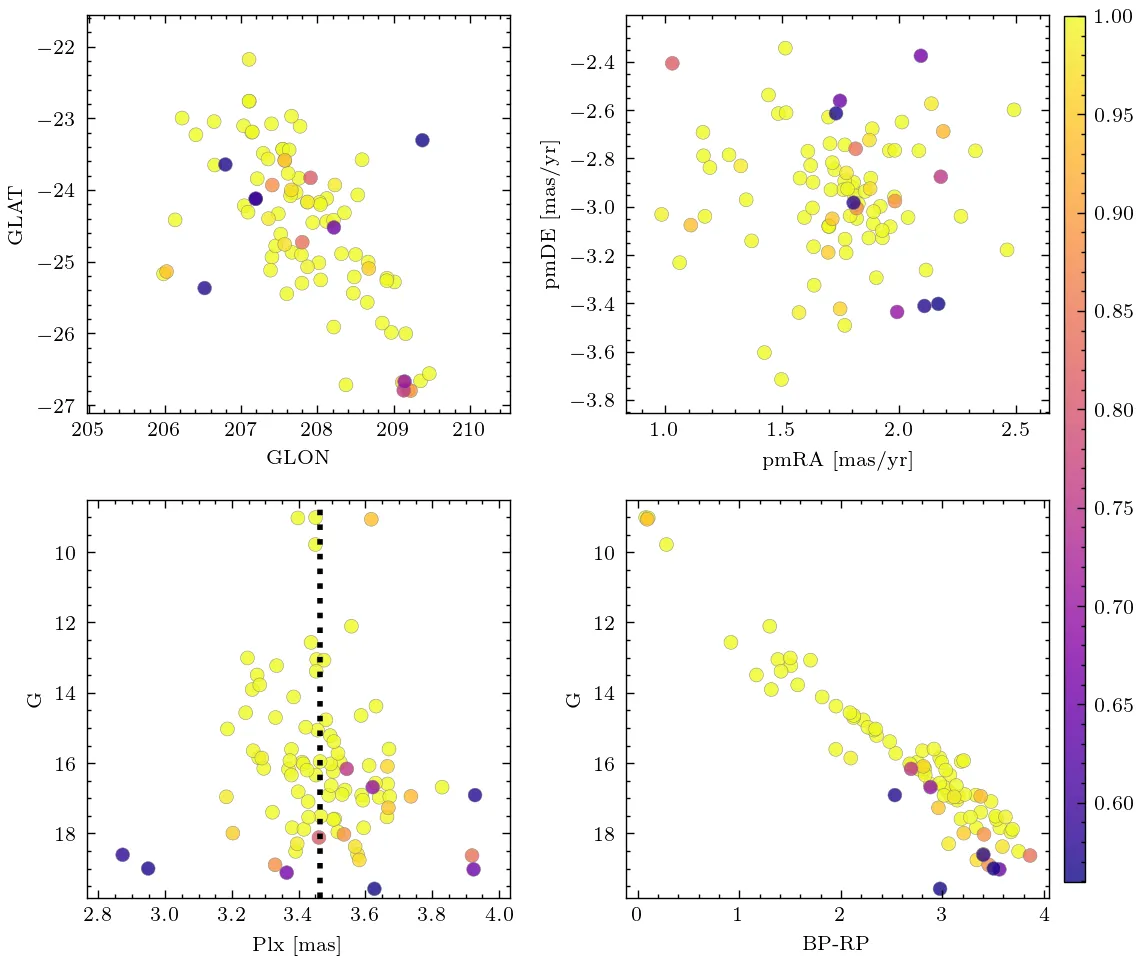 −22
−23
−24
−25
−26
−27
GLAT
205 206 207 208 209 210
GLON
−2.4
−2.6
−2.8
−3.0
−3.2
−3.4
−3.6
−3.8
pmDE [mas/yr]
1.0 1.5 2.0 2.5
pmRA [mas/yr]
10
12
14
16
18
G
2.8 3.0 3.2 3.4 3.6 3.8 4.0
Plx [mas]
10
12
14
16
18
G
0 1 2 3 4
BP-RP
1.00
0.95
0.90
0.85
0.80
0.75
0.70
0.65
0.60